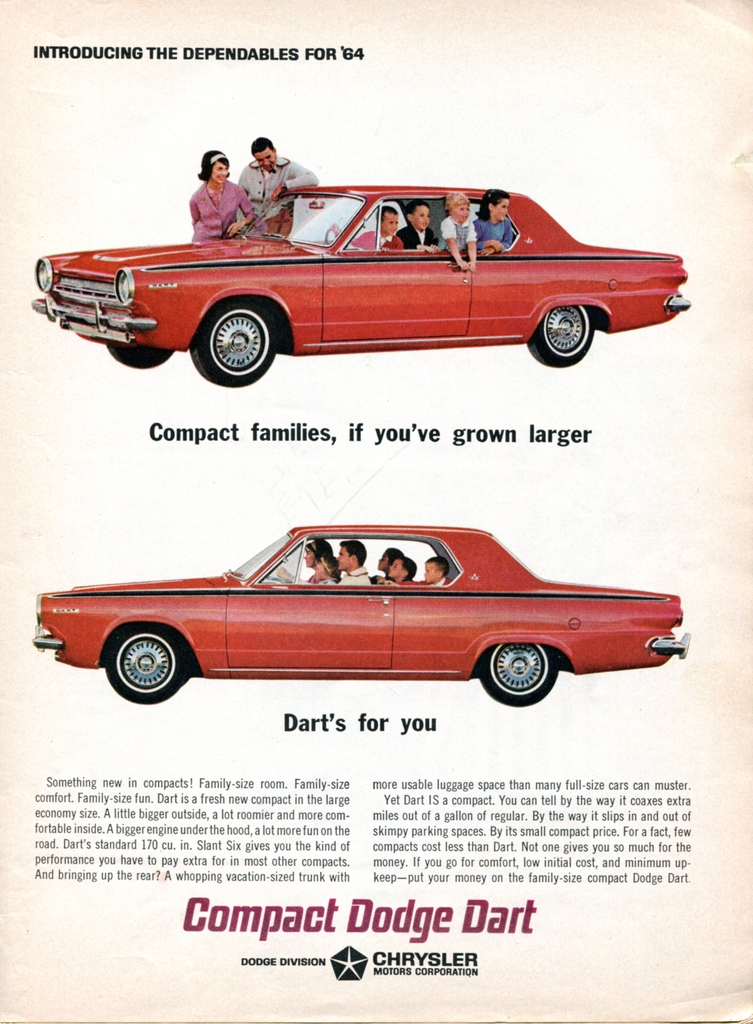 INTRODUCING THE DEPENDABLES FOR '64
DART
Compact families, if you've grown larger
DART
Dart's for you
Something new in compacts! Family-size room. Family-size
comfort. Family-size fun. Dart is a fresh new compact in the large
economy size. A little bigger outside, a lot roomier and more com-
fortable inside. A bigger engine under the hood, a lot more fun on the
road. Dart's standard 170 cu. in. Slant Six gives you the kind of
performance you have to pay extra for in most other compacts.
And bringing up the rear? A whopping vacation-sized trunk with
more usable luggage space than many full-size cars can muster.
Yet Dart IS a compact. You can tell by the way it coaxes extra
miles out of a gallon of regular. By the way it slips in and out of
skimpy parking spaces. By its small compact price. For a fact, few
compacts cost less than Dart. Not one gives you so much for the
money. If you go for comfort, low initial cost, and minimum up-
keep—put your money on the family-size compact Dodge Dart.
Compact Dodge Dart
DODGE DIVISION CHRYSLER
MOTORS CORPORATION